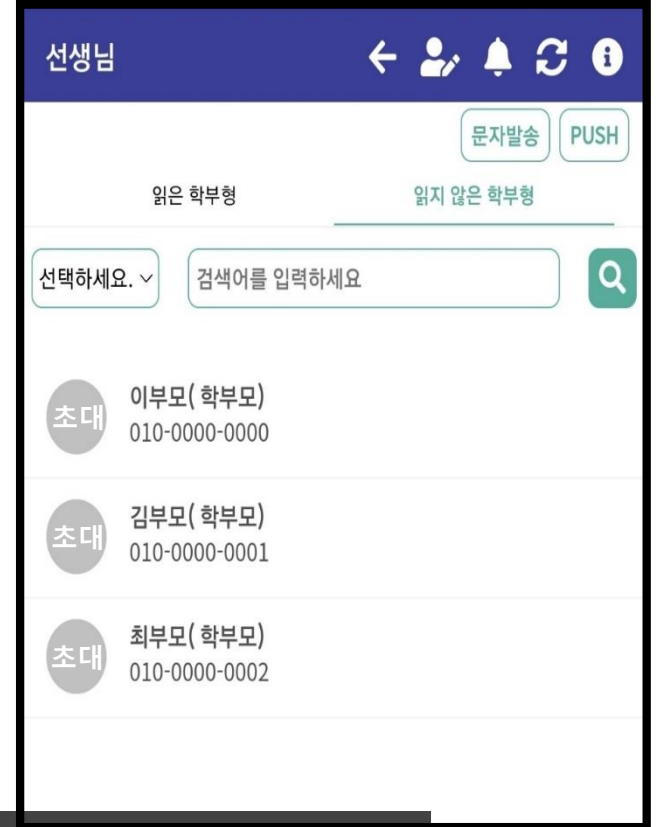 선생님
문자발송 PUSH
읽은 학부형 읽지 않은 학부형
선택하세요. 검색어를 입력하세요
초대 이부모( 학부모)
010-0000-0000
초대 김부모( 학부모)
010-0000-0001
초대 최부모( 학부모)
010-0000-0002